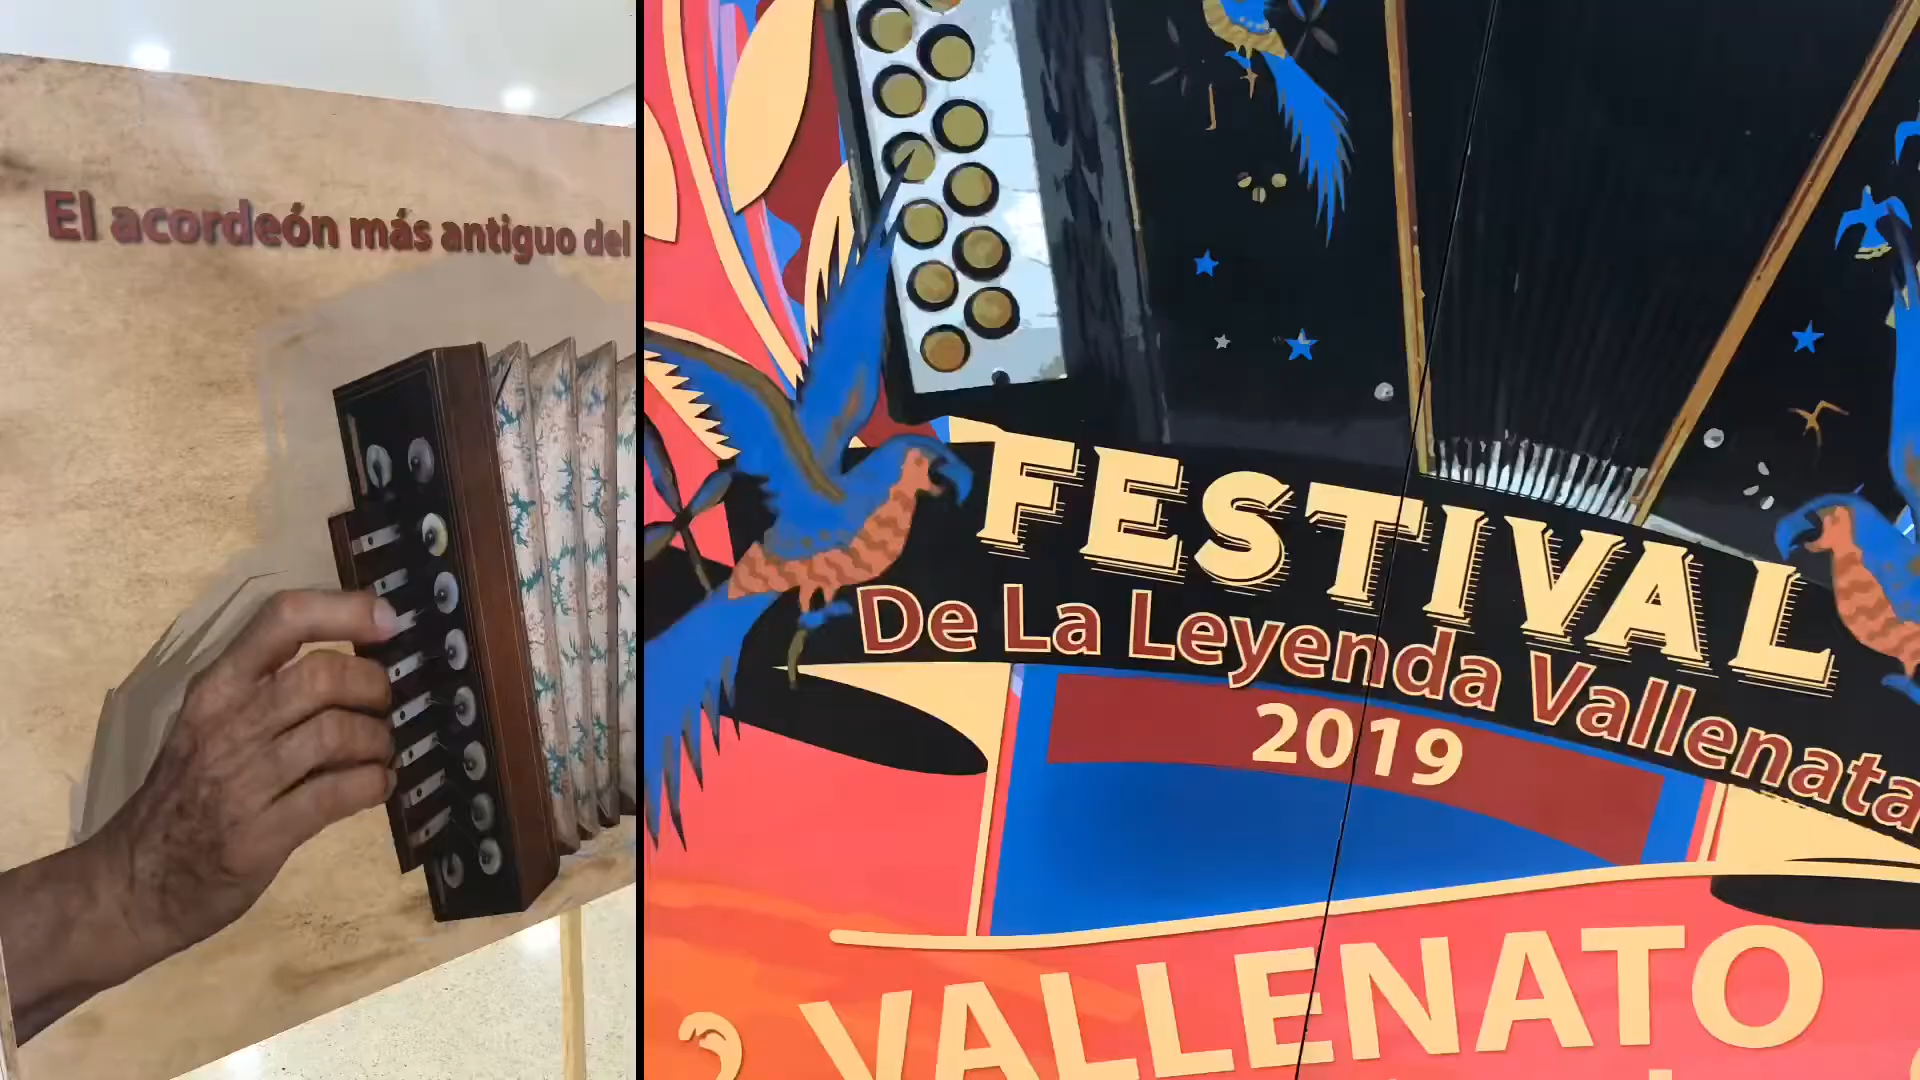 El acordeón más antiguo del
FESTIVAL
De La Leyenda Vallenata
2019
VALLENATO